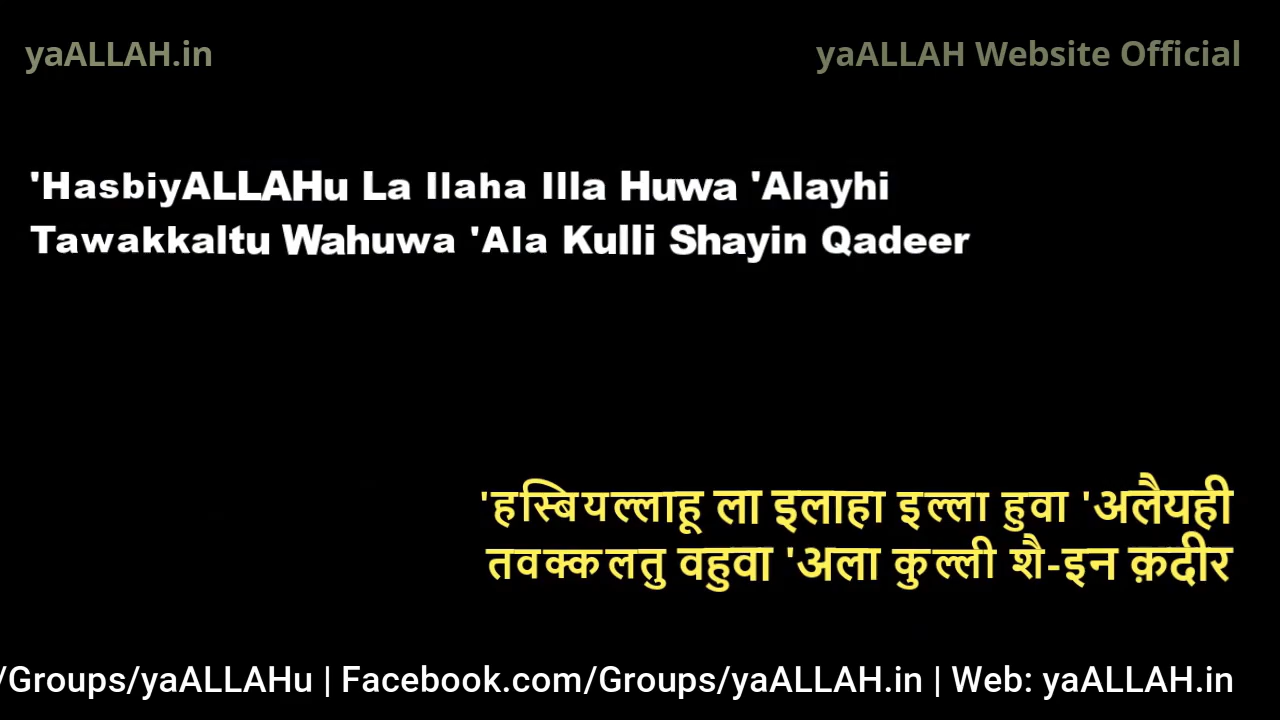 yaALLAH.in
yaALLAH Website Official
'HasbiyALLAHu La Ilaha Illa Huwa 'Alayhi
Tawakkaltu Wahuwa 'Ala Kulli Shayin Qadeer
'हस्बियल्लाहू ला इलाहा इल्ला हुवा 'अलैयही
तवक्कलतु वहुवा 'अला कुल्ली शै-इन क़दीर
/Groups/yaALLAHu | Facebook.com/Groups/yaALLAH.in | Web: yaALLAH.in